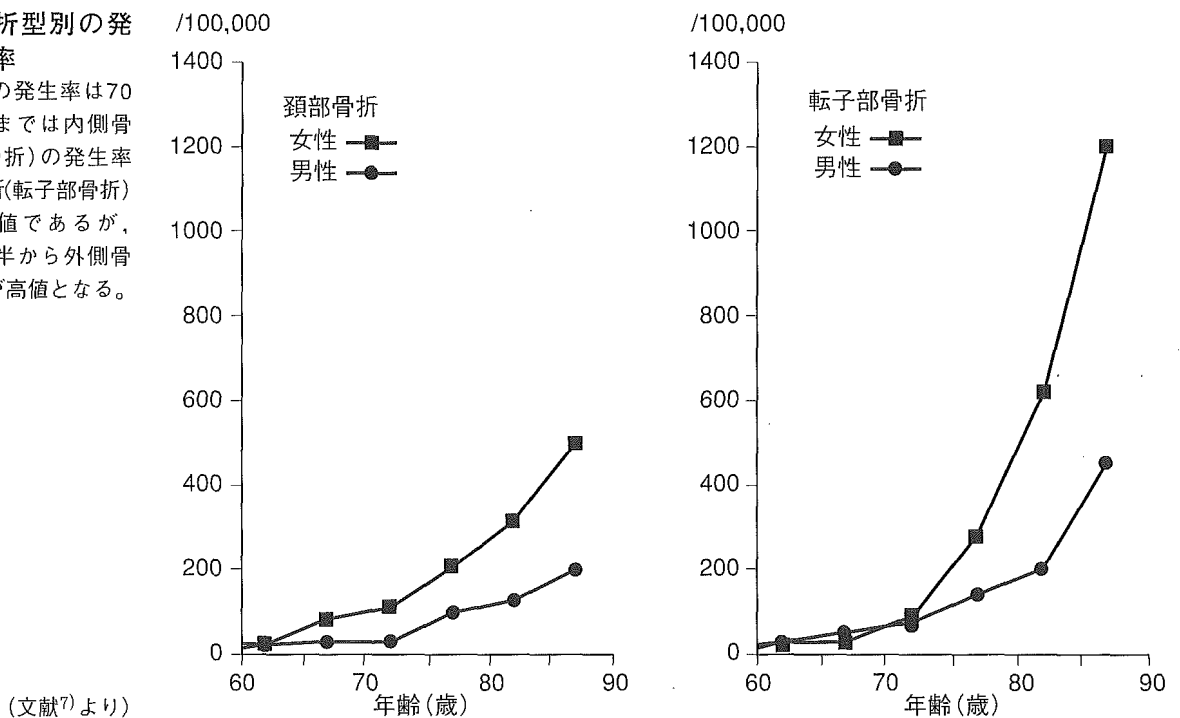 折型別の発
率
の発生率は70
までは内側骨
折)の発生率
折(転子部骨折)
値であるが,
半から外側骨
が高値となる。
(文献7)より)
/100,000
1400
1200
1000
800
600
400
200
0
60
70
80
90
年齢(歳)
頚部骨折
女性
男性
/100,000
1400
1200
1000
800
600
400
200
0
60
70
80
90
年齢(歳)
転子部骨折
女性
男性